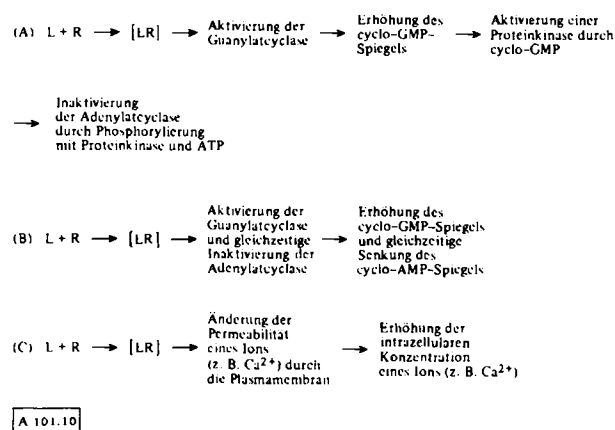 (A) L + R → [LR] → Aktivierung der Guanylatcyclase → Erhöhung des cyclo-GMP-Spiegels → Aktivierung einer Proteinkinase durch cyclo-GMP
→ Inaktivierung
der Adenylatcyclase
durch Phosphorylierung
mit Proteinkinase und ATP
(B) L + R → [LR] → Aktivierung der Guanylatcyclase und gleichzeitige Inaktivierung der Adenylatcyclase → Erhöhung des cyclo-GMP-Spiegels und gleichzeitige Senkung des cyclo-AMP-Spiegels
(C) L + R → [LR] → Änderung der Permeabilität eines Ions (z. B. Ca²⁺) durch die Plasmamembran → Erhöhung der intrazellularen Konzentration eines Ions (z. B. Ca²⁺)
A 101.10